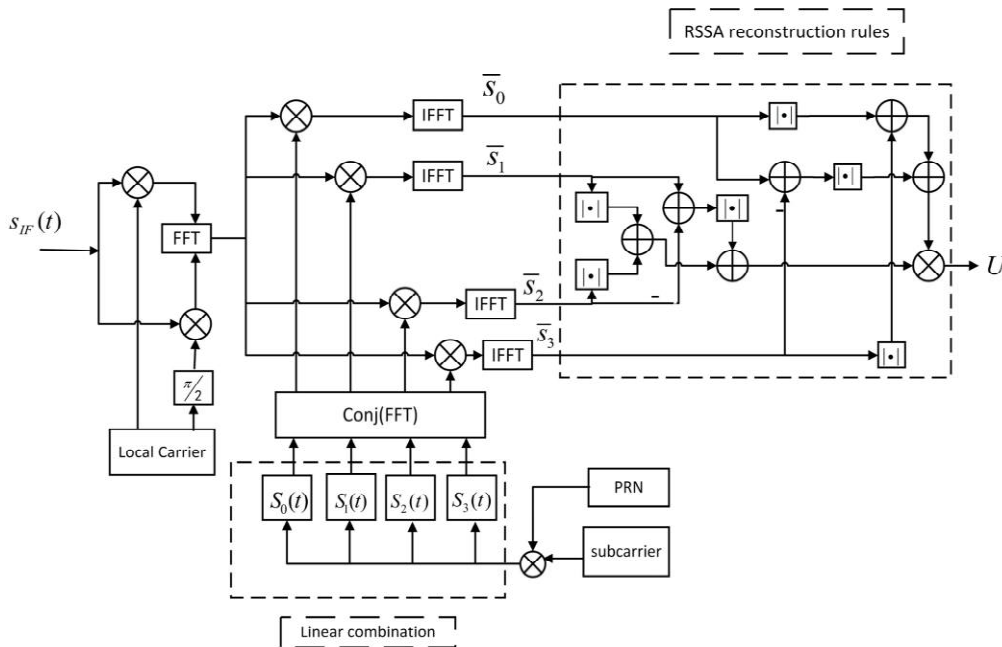 RSSA reconstruction rules
s̅₀
IFFT
|•|
s̅₁
IFFT
|•|
|•|
|•|
s_IF(t)
FFT
-
|•|
U
s̅₂
IFFT
-
s̅₃
IFFT
|•|
π/2
Conj(FFT)
Local Carrier
S₀(t) S₁(t) S₂(t) S₃(t)
PRN
subcarrier
Linear combination